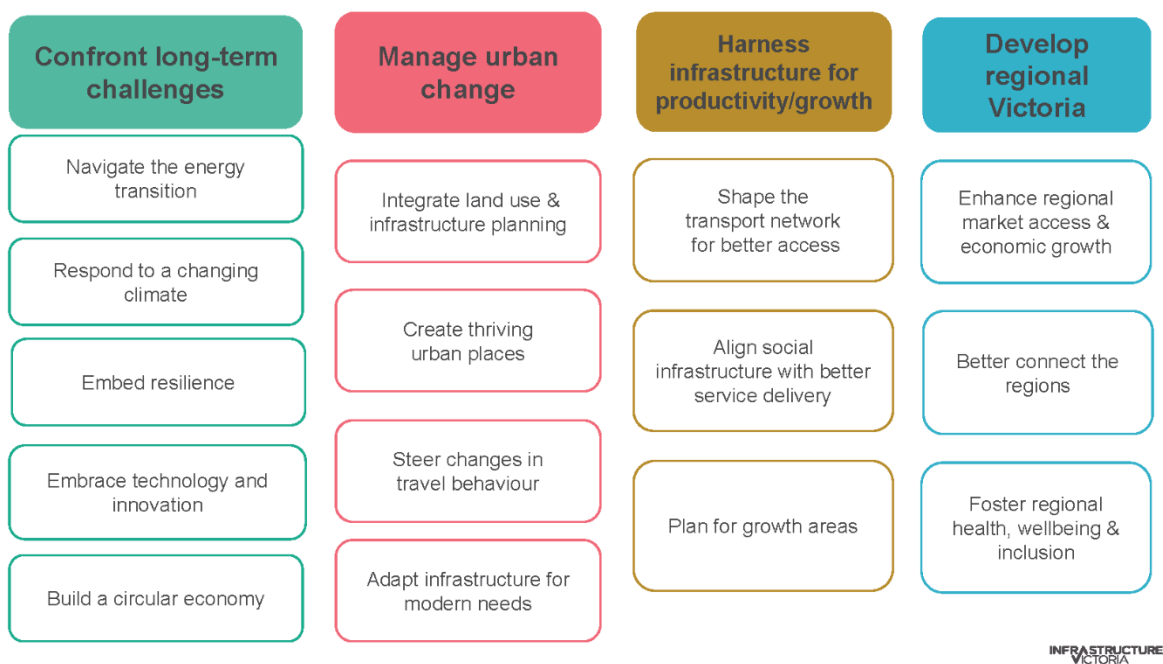 Confront long-term
challenges
Navigate the energy
transition
Respond to a changing
climate
Embed resilience
Embrace technology and
innovation
Build a circular economy
Manage urban
change
Integrate land use &
infrastructure planning
Create thriving
urban places
Steer changes in
travel behaviour
Adapt infrastructure for
modern needs
Harness
infrastructure for
productivity/growth
Shape the
transport network
for better access
Align social
infrastructure with better
service delivery
Plan for growth areas
Develop
regional
Victoria
Enhance regional
market access &
economic growth
Better connect the
regions
Foster regional
health, wellbeing &
inclusion
INFRASTRUCTURE
VICTORIA